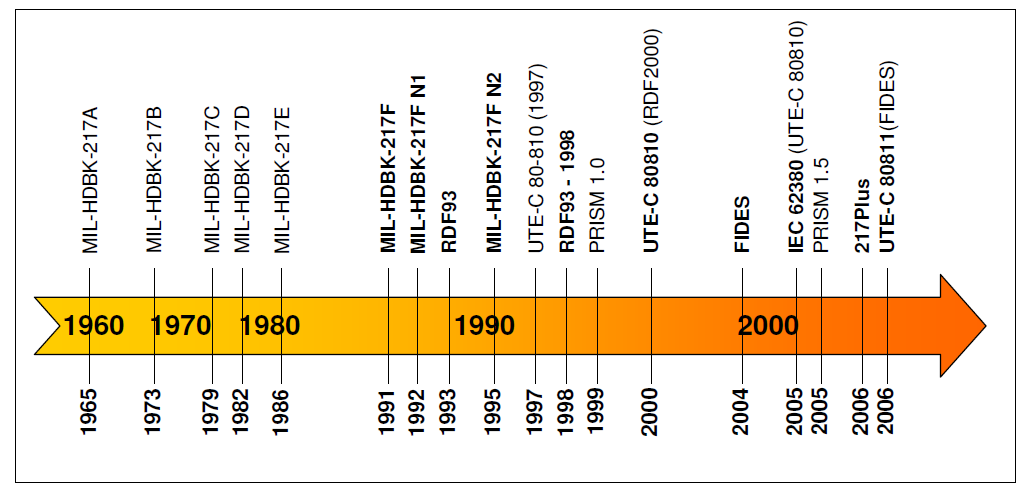 MIL-HDBK-217A
MIL-HDBK-217B
MIL-HDBK-217C
MIL-HDBK-217D
MIL-HDBK-217E
MIL-HDBK-217F
MIL-HDBK-217F N1
RDF93
MIL-HDBK-217F N2
UTE-C 80-810 (1997)
RDF93 - 1998
PRISM 1.0
UTE-C 80810 (RDF2000)
FIDES
IEC 62380 (UTE-C 80810)
PRISM 1.5
217Plus
UTE-C 80811(FIDES)
1960
1970
1980
1990
2000
1965
1973
1979
1982
1986
1991
1992
1993
1995
1997
1998
1999
2000
2004
2005
2005
2006
2006